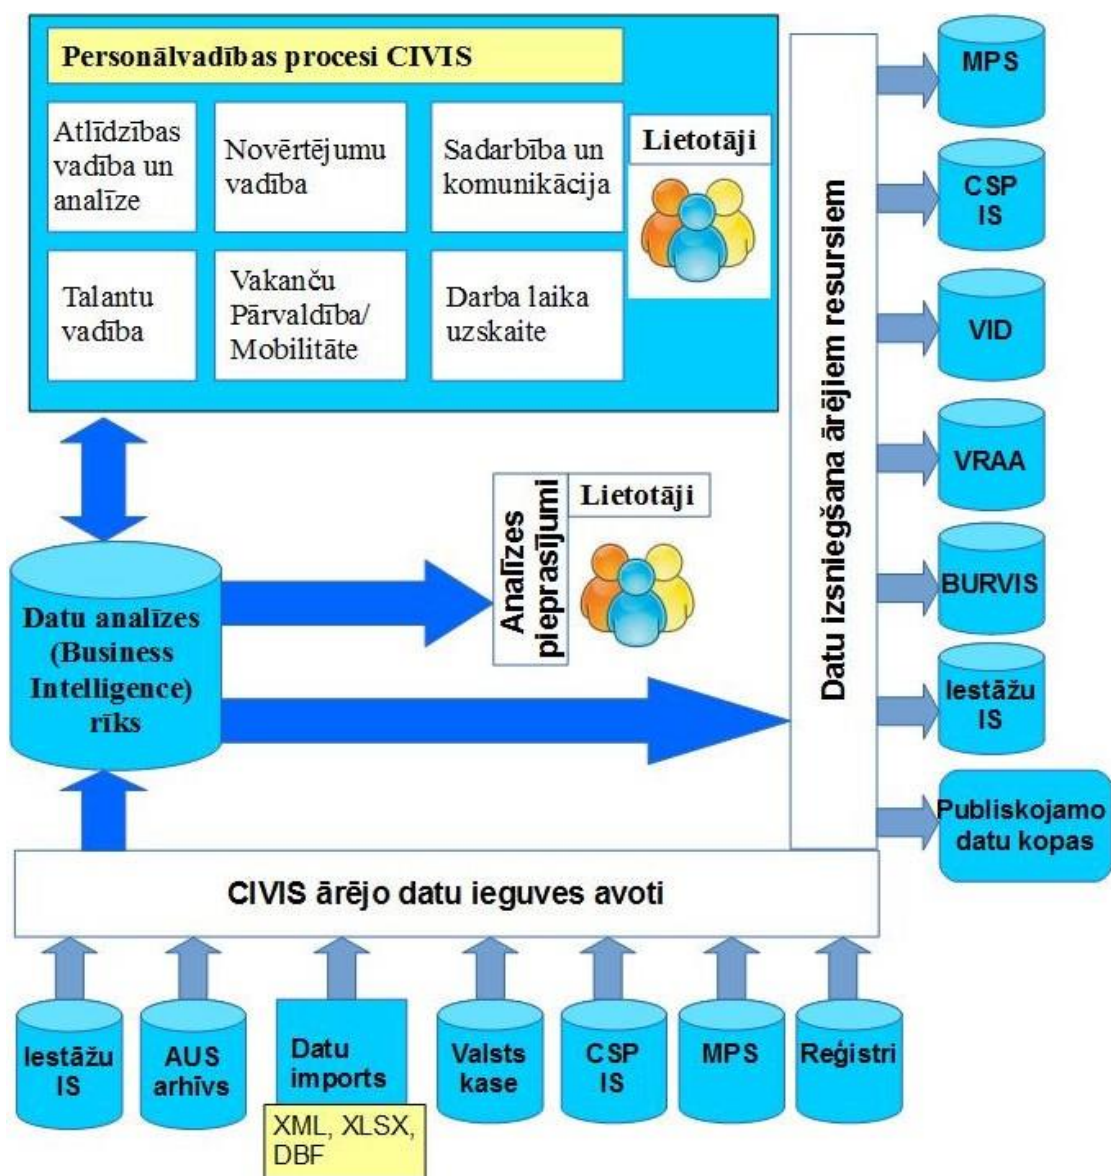 Personālvadības procesi CIVIS
Atlīdzības
vadība un
analīze
Novērtējumu
vadība
Sadarbība un
komunikācija
Talantu
vadība
Vakanču
Pārvaldība/
Mobilitāte
Darba laika
uzskaite
Lietotāji
Datu analīzes
(Business
Intelligence)
rīks
Analīzes
pieprasījumi
Lietotāji
Datu izsniegšana ārējiem resursiem
MPS
CSP
IS
VID
VRAA
BURVIS
Iestāžu
IS
Publiskojamo
datu kopas
CIVIS ārējo datu ieguves avoti
Iestāžu
IS
AUS
arhīvs
Datu
imports
XML, XLSX,
DBF
Valsts
kase
CSP
IS
MPS
Reģistri